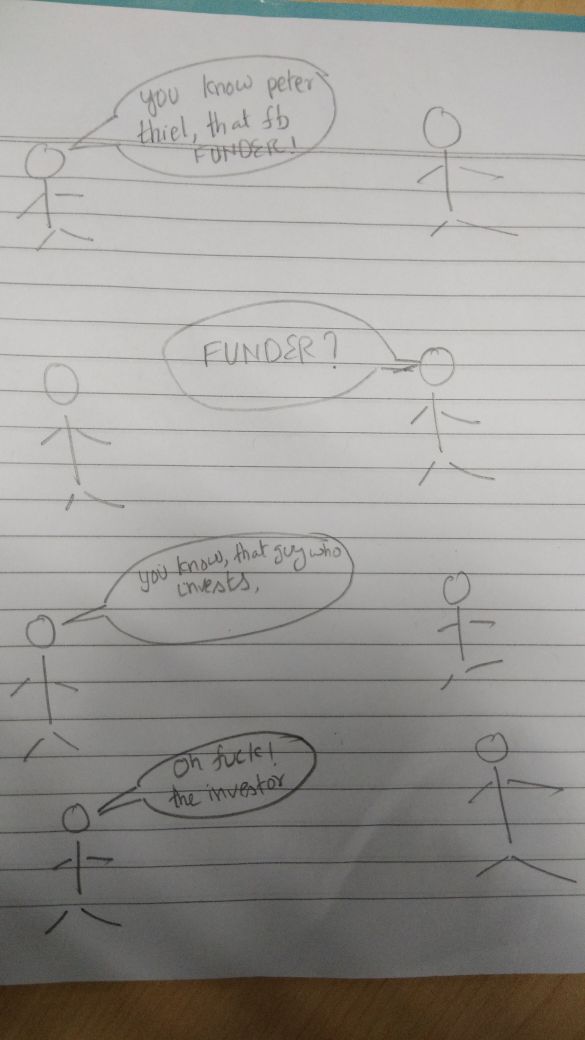 you know peter
thiel, that fb
FUNDER!
FUNDER?
you know, that guy who
invests,
Oh fuck!
the investor